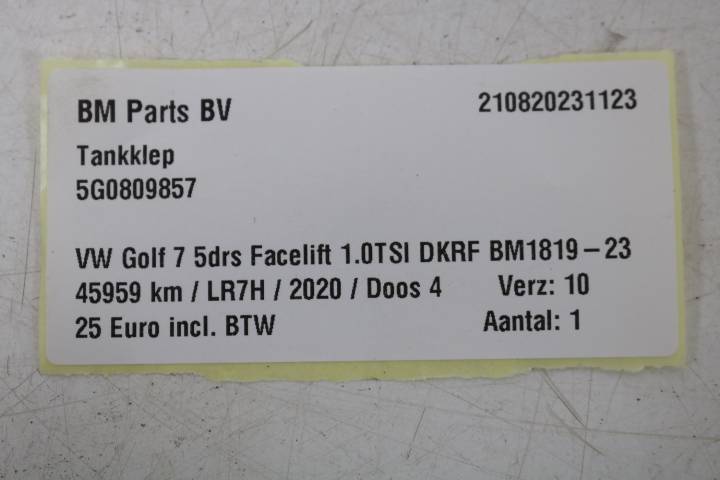 BM Parts BV 210820231123
Tankklep
5G0809857
VW Golf 7 5drs Facelift 1.0TSI DKRF BM1819-23
45959 km / LR7H / 2020 / Doos 4 Verz: 10
25 Euro incl. BTW Aantal: 1